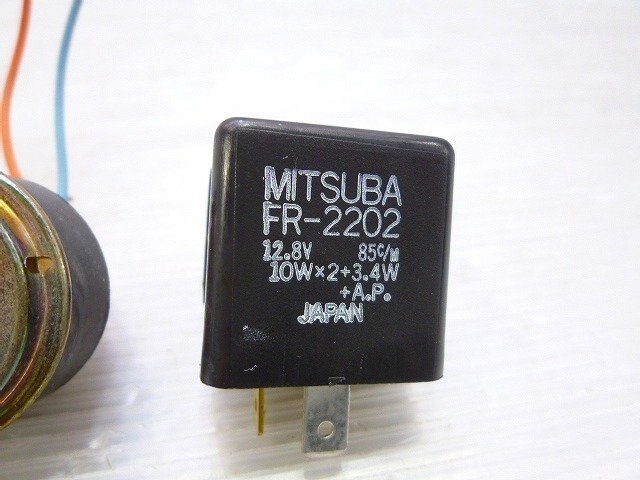 MITSUBA
FR-2202
12.8V 85c/m
10W×2+3.4W
+A.P.
JAPAN